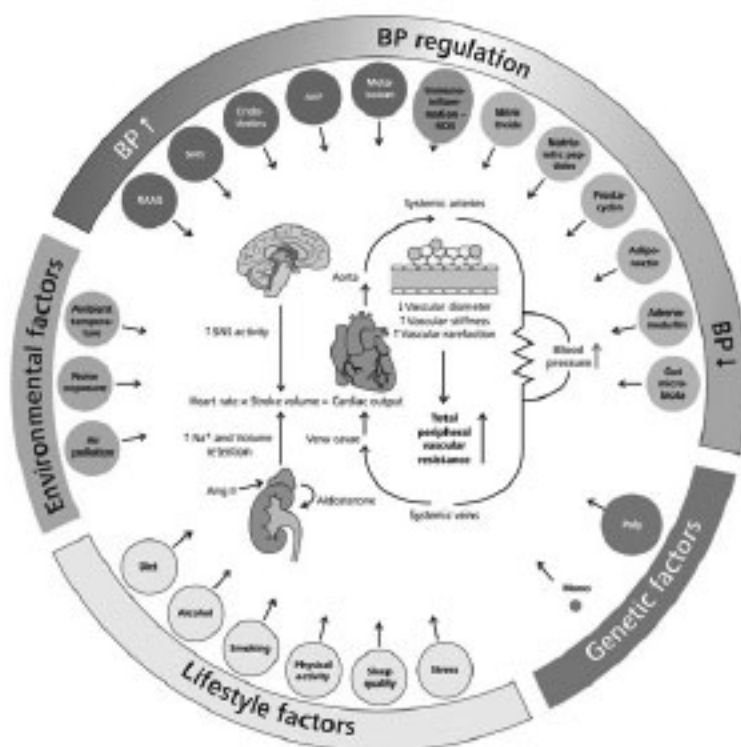 BP regulation
BP ↑
BP ↓
RAAS
SNS
Endo-
thelins
Immuno-
inflam-
mation –
ROS
Nitric
Oxide
Natriu-
retic pep-
tides
Prosta-
cyclin
Adipo-
nectin
Adreno-
medullin
Gut
micro-
biota
Environmental factors
Ambient
tempera-
ture
Noise
exposure
Air
pollution
Lifestyle factors
Diet
Alcohol
Smoking
Physical
activity
Sleep
quality
Stress
Genetic factors
Poly
Mono
Systemic arteries
Aorta
↓ Vascular diameter
↑ Vascular stiffness
↑ Vascular rarefaction
↑ SNS activity
Blood
pressure ↑
Heart rate × Stroke volume = Cardiac output
↑ Na⁺ and Volume
retention
Vena cavae
Total
peripheral
vascular
resistance ↑
Ang II
Aldosterone
Systemic veins